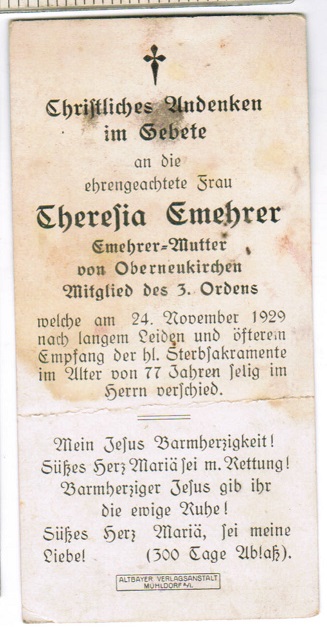 Christliches Andenken
im Gebete
an die
ehrengeachtete Frau
Theresia Emehrer
Emehrer-Mutter
von Oberneukirchen
Mitglied des 3. Ordens
welche am 24. November 1929
nach langem Leiden und öfterem
Empfang der hl. Sterbsakramente
im Alter von 77 Jahren selig im
Herrn verschied.
Mein Jesus Barmherzigkeit!
Süßes Herz Mariä sei m. Rettung!
Barmherziger Jesus gib ihr
die ewige Ruhe!
Süßes Herz Mariä, sei meine
Liebe! (300 Tage Ablaß).
ALTBAYER. VERLAGSANSTALT
MÜHLDORF a/I.